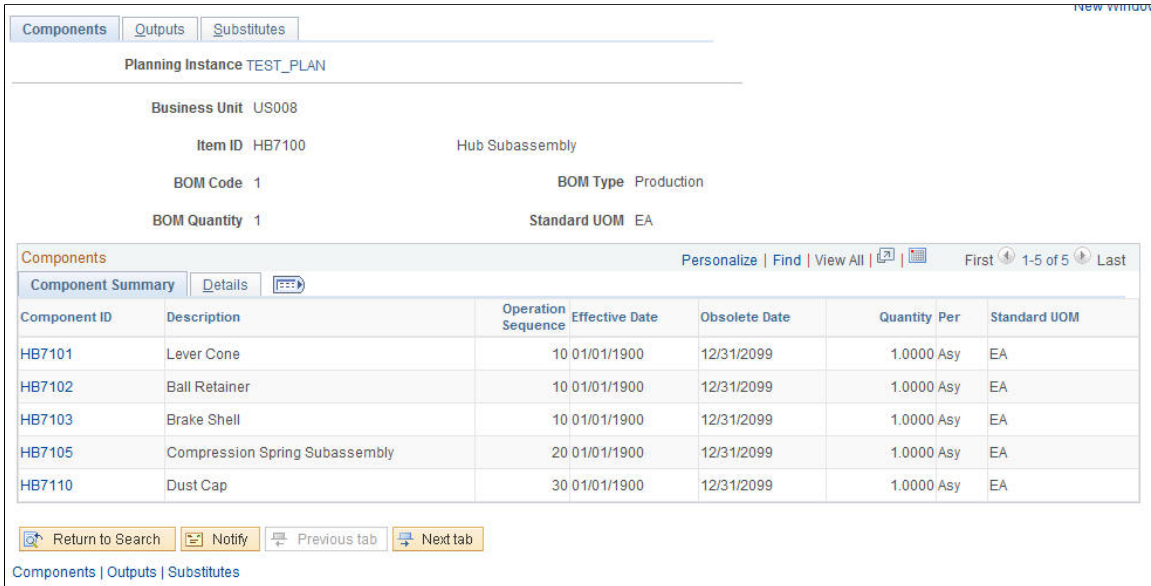 New Window
Components Outputs Substitutes
Planning Instance TEST_PLAN
Business Unit US008
Item ID HB7100 Hub Subassembly
BOM Code 1 BOM Type Production
BOM Quantity 1 Standard UOM EA
Components Personalize | Find | View All | | First 1-5 of 5 Last
Component Summary Details
Component ID Description Operation Sequence Effective Date Obsolete Date Quantity Per Standard UOM
HB7101 Lever Cone 10 01/01/1900 12/31/2099 1.0000 Asy EA
HB7102 Ball Retainer 10 01/01/1900 12/31/2099 1.0000 Asy EA
HB7103 Brake Shell 10 01/01/1900 12/31/2099 1.0000 Asy EA
HB7105 Compression Spring Subassembly 20 01/01/1900 12/31/2099 1.0000 Asy EA
HB7110 Dust Cap 30 01/01/1900 12/31/2099 1.0000 Asy EA
Return to Search Notify Previous tab Next tab
Components | Outputs | Substitutes